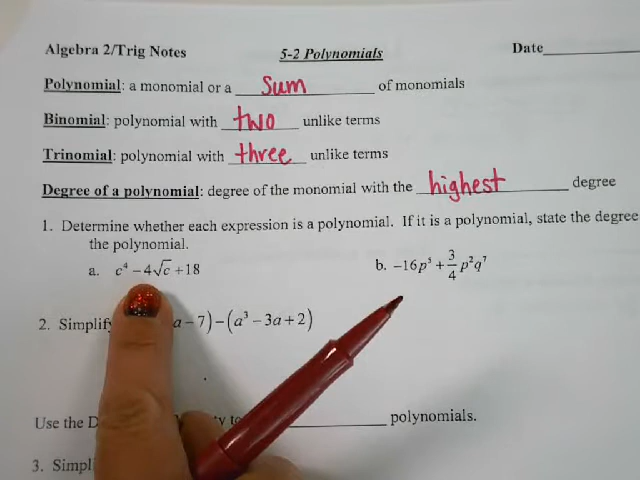 Algebra 2/Trig Notes 5-2 Polynomials Date____________
Polynomial: a monomial or a sum of monomials
Binomial: polynomial with two unlike terms
Trinomial: polynomial with three unlike terms
Degree of a polynomial: degree of the monomial with the highest degree
1. Determine whether each expression is a polynomial. If it is a polynomial, state the degree
the polynomial.
a. c⁴ − 4√c + 18 b. −16p⁵ + 3/4 p²q⁷
2. Simplify a − 7) − (a³ − 3a + 2)
Use the ____________ polynomials.
3.